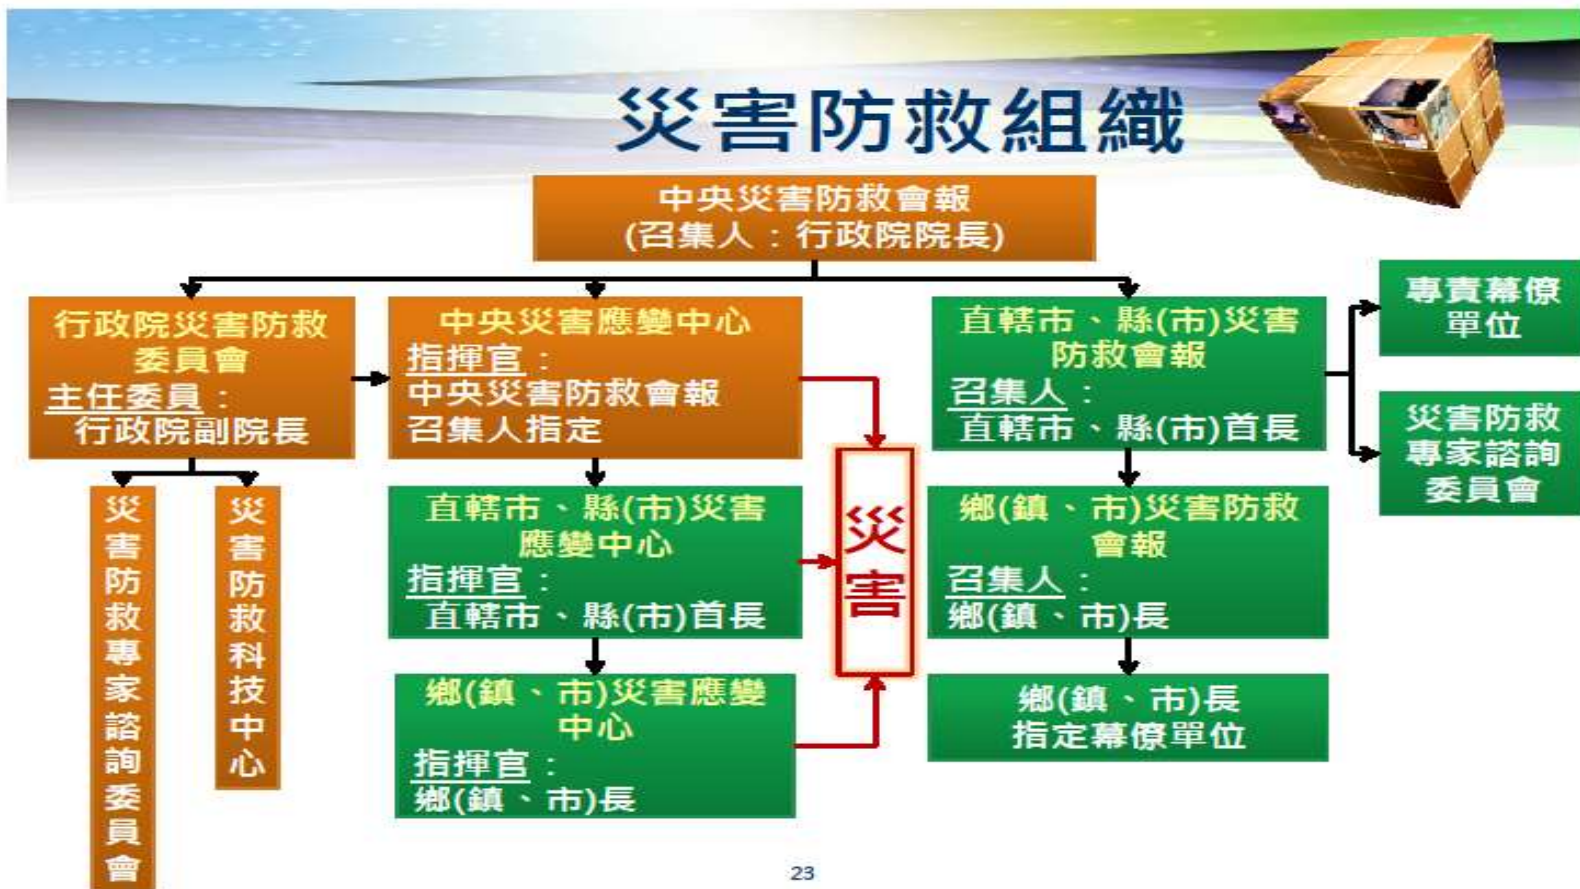 災害防救組織
中央災害防救會報
(召集人：行政院院長)
行政院災害防救
委員會
主任委員：
行政院副院長
中央災害應變中心
指揮官：
中央災害防救會報
召集人指定
直轄市、縣(市)災害
防救會報
召集人：
直轄市、縣(市)首長
專責幕僚
單位
災害防救
專家諮詢
委員會
災害防救專家諮詢委員會
災害防救科技中心
直轄市、縣(市)災害
應變中心
指揮官：
直轄市、縣(市)首長
災害
鄉(鎮、市)災害防救
會報
召集人：
鄉(鎮、市)長
鄉(鎮、市)災害應變
中心
指揮官：
鄉(鎮、市)長
鄉(鎮、市)長
指定幕僚單位
23